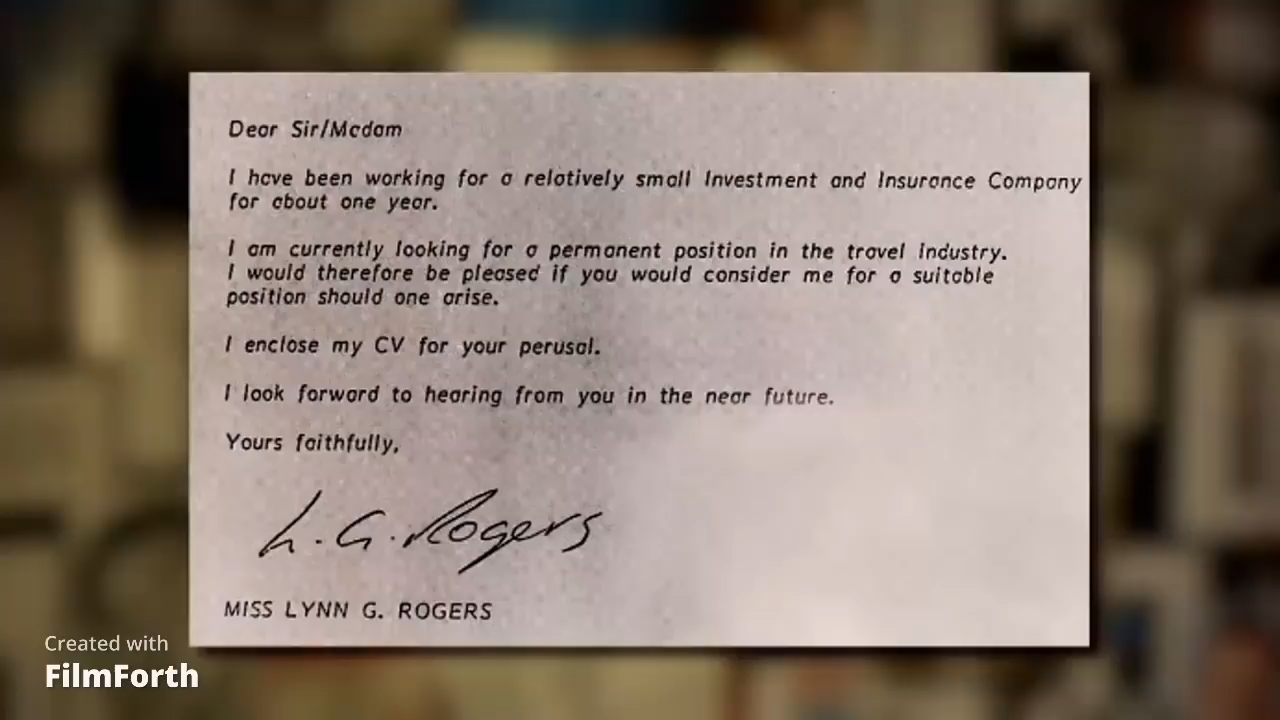 Dear Sir/Madam
I have been working for a relatively small Investment and Insurance Company
for about one year.
I am currently looking for a permanent position in the travel industry.
I would therefore be pleased if you would consider me for a suitable
position should one arise.
I enclose my CV for your perusal.
I look forward to hearing from you in the near future.
Yours faithfully,
L.G.Rogers
MISS LYNN G. ROGERS
Created with
FilmForth